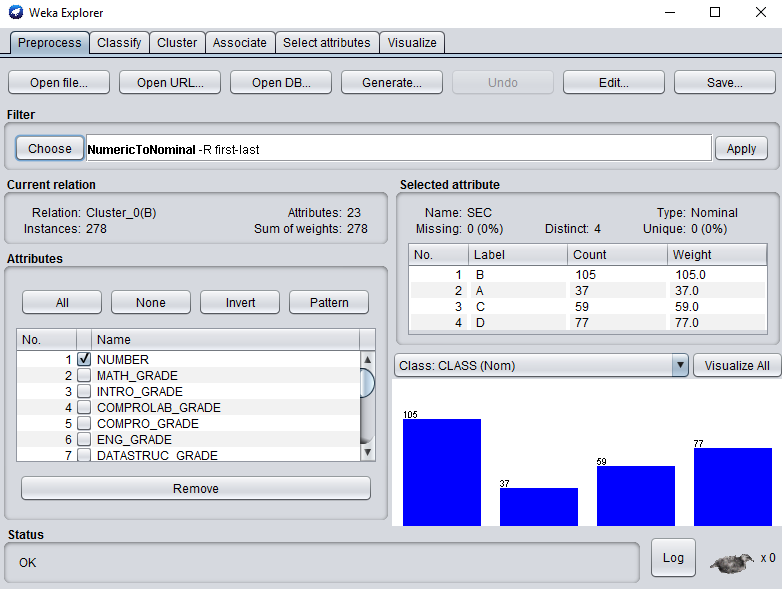 Weka Explorer
Preprocess Classify Cluster Associate Select attributes Visualize
Open file... Open URL... Open DB... Generate... Undo Edit... Save...
Filter
Choose NumericToNominal -R first-last Apply
Current relation
Relation: Cluster_0(B) Attributes: 23
Instances: 278 Sum of weights: 278
Attributes
All None Invert Pattern
No. Name
1 NUMBER
2 MATH_GRADE
3 INTRO_GRADE
4 COMPROLAB_GRADE
5 COMPRO_GRADE
6 ENG_GRADE
7 DATASTRUC_GRADE
Remove
Selected attribute
Name: SEC Type: Nominal
Missing: 0 (0%) Distinct: 4 Unique: 0 (0%)
No. Label Count Weight
1 B 105 105.0
2 A 37 37.0
3 C 59 59.0
4 D 77 77.0
Class: CLASS (Nom) Visualize All
105
37
59
77
Status
OK
Log x 0